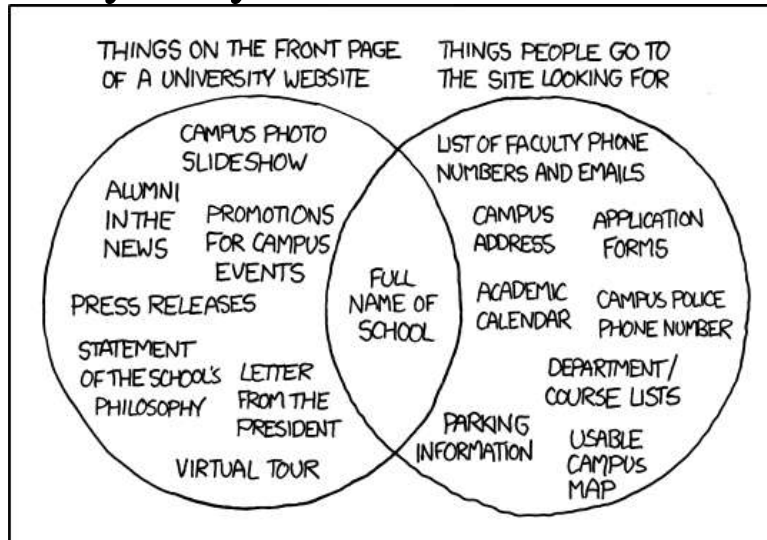 THINGS ON THE FRONT PAGE
OF A UNIVERSITY WEBSITE
THINGS PEOPLE GO TO
THE SITE LOOKING FOR
CAMPUS PHOTO
SLIDESHOW
ALUMNI
IN THE
NEWS
PROMOTIONS
FOR CAMPUS
EVENTS
PRESS RELEASES
STATEMENT
OF THE SCHOOL'S
PHILOSOPHY
LETTER
FROM THE
PRESIDENT
VIRTUAL TOUR
FULL
NAME OF
SCHOOL
LIST OF FACULTY PHONE
NUMBERS AND EMAILS
CAMPUS
ADDRESS
APPLICATION
FORMS
ACADEMIC
CALENDAR
CAMPUS POLICE
PHONE NUMBER
DEPARTMENT/
COURSE LISTS
PARKING
INFORMATION
USABLE
CAMPUS
MAP